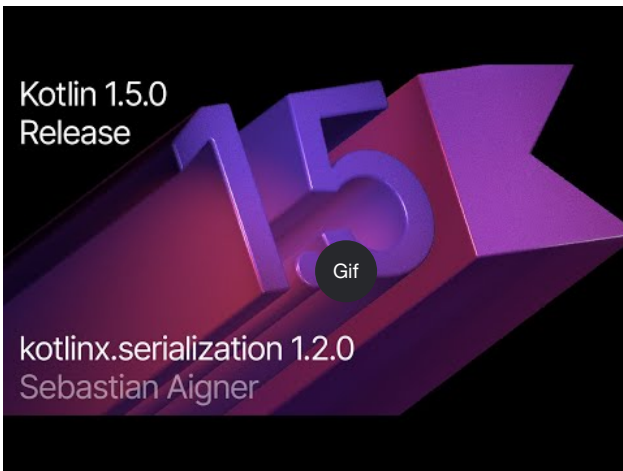 Kotlin 1.5.0
Release
15
Gif
kotlinx.serialization 1.2.0
Sebastian Aigner